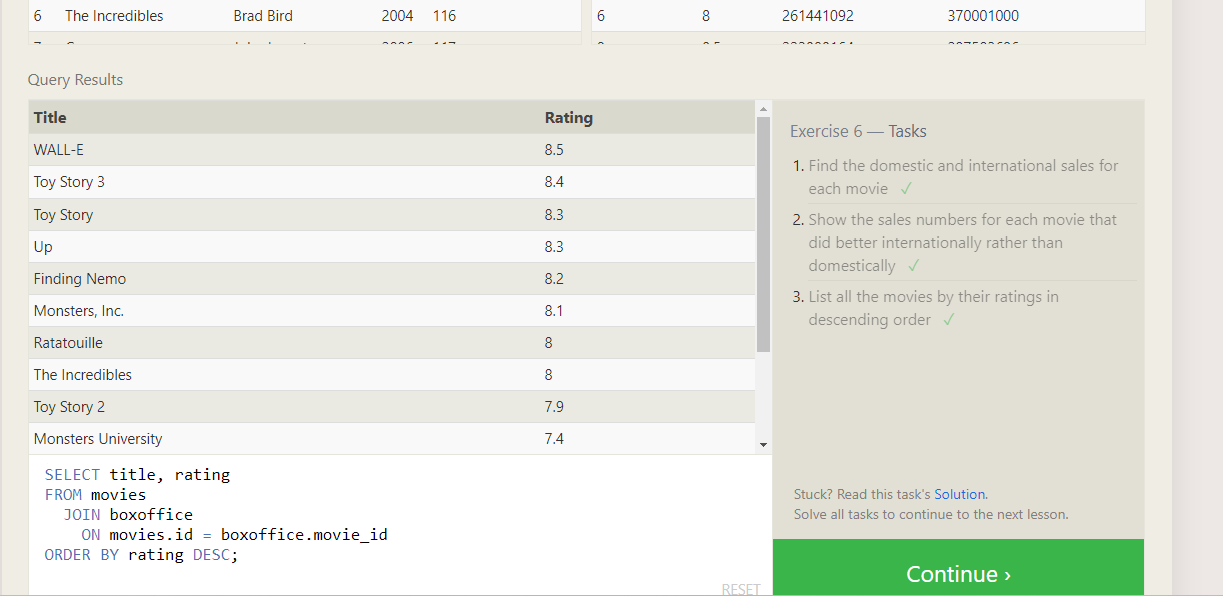 6 The Incredibles Brad Bird 2004 116
6 8 261441092 370001000
Query Results
Title Rating
WALL-E 8.5
Toy Story 3 8.4
Toy Story 8.3
Up 8.3
Finding Nemo 8.2
Monsters, Inc. 8.1
Ratatouille 8
The Incredibles 8
Toy Story 2 7.9
Monsters University 7.4
SELECT title, rating
FROM movies
JOIN boxoffice
ON movies.id = boxoffice.movie_id
ORDER BY rating DESC;
RESET
Exercise 6 — Tasks
1. Find the domestic and international sales for
each movie ✓
2. Show the sales numbers for each movie that
did better internationally rather than
domestically ✓
3. List all the movies by their ratings in
descending order ✓
Stuck? Read this task's Solution.
Solve all tasks to continue to the next lesson.
Continue ›